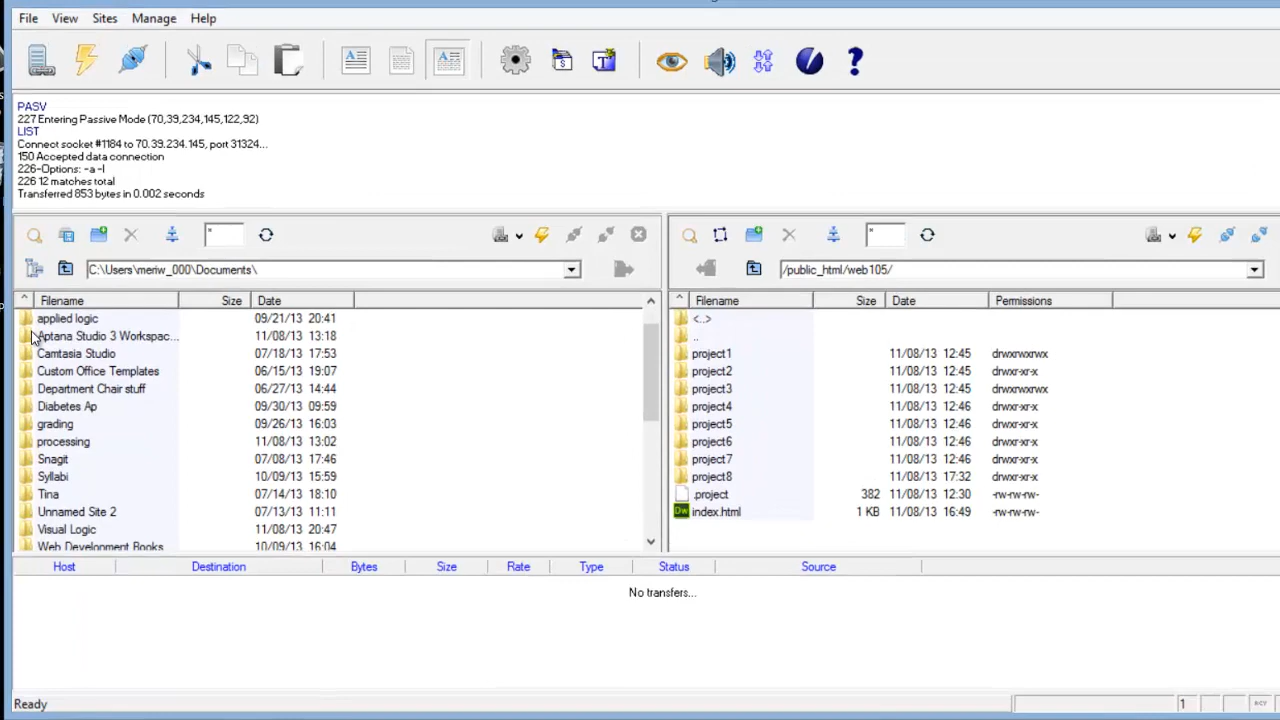 File View Sites Manage Help
PASV
227 Entering Passive Mode (70,39,234,145,122,92)
LIST
Connect socket #1184 to 70.39.234.145, port 31324...
150 Accepted data connection
226-Options: -a -l
226 12 matches total
Transferred 853 bytes in 0.002 seconds
* *
C:\Users\meriw_000\Documents\ /public_html/web105/
^ Filename Size Date ^ Filename Size Date Permissions
applied logic 09/21/13 20:41 <..>
Aptana Studio 3 Workspac... 11/08/13 13:18 ..
Camtasia Studio 07/18/13 17:53 project1 11/08/13 12:45 drwxrwxrwx
Custom Office Templates 06/15/13 19:07 project2 11/08/13 12:45 drwxr-xr-x
Department Chair stuff 06/27/13 14:44 project3 11/08/13 12:45 drwxrwxrwx
Diabetes Ap 09/30/13 09:59 project4 11/08/13 12:46 drwxr-xr-x
grading 09/26/13 16:03 project5 11/08/13 12:46 drwxr-xr-x
processing 11/08/13 13:02 project6 11/08/13 12:46 drwxr-xr-x
Snagit 07/08/13 17:46 project7 11/08/13 12:46 drwxr-xr-x
Syllabi 10/09/13 15:59 project8 11/08/13 17:32 drwxr-xr-x
Tina 07/14/13 18:10 .project 382 11/08/13 12:30 -rw-rw-rw-
Unnamed Site 2 07/13/13 11:11 Dw index.html 1 KB 11/08/13 16:49 -rw-rw-rw-
Visual Logic 11/08/13 20:47
Web Development Books 10/09/13 16:04
Host Destination Bytes Size Rate Type Status Source
No transfers...
Ready 1